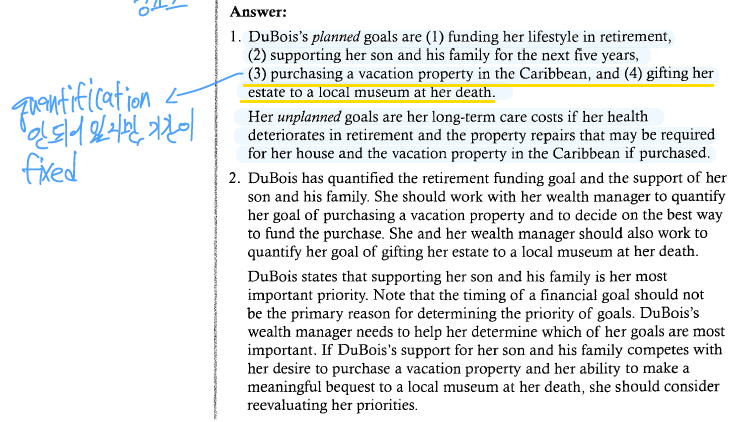 Answer:
1. DuBois's planned goals are (1) funding her lifestyle in retirement,
(2) supporting her son and his family for the next five years,
(3) purchasing a vacation property in the Caribbean, and (4) gifting her
estate to a local museum at her death.
quantification
안되어 있지만 기간이
fixed
Her unplanned goals are her long-term care costs if her health
deteriorates in retirement and the property repairs that may be required
for her house and the vacation property in the Caribbean if purchased.
2. DuBois has quantified the retirement funding goal and the support of her
son and his family. She should work with her wealth manager to quantify
her goal of purchasing a vacation property and to decide on the best way
to fund the purchase. She and her wealth manager should also work to
quantify her goal of gifting her estate to a local museum at her death.
DuBois states that supporting her son and his family is her most
important priority. Note that the timing of a financial goal should not
be the primary reason for determining the priority of goals. DuBois's
wealth manager needs to help her determine which of her goals are most
important. If DuBois's support for her son and his family competes with
her desire to purchase a vacation property and her ability to make a
meaningful bequest to a local museum at her death, she should consider
reevaluating her priorities.